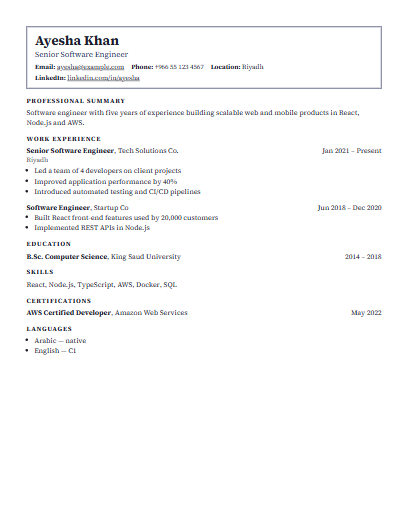 Ayesha Khan
Senior Software Engineer
Email: ayesha@example.com Phone: +966 55 123 4567 Location: Riyadh
LinkedIn: linkedin.com/in/ayesha
PROFESSIONAL SUMMARY
Software engineer with five years of experience building scalable web and mobile products in React,
Node.js and AWS.
WORK EXPERIENCE
Senior Software Engineer, Tech Solutions Co. Jan 2021 – Present
Riyadh
• Led a team of 4 developers on client projects
• Improved application performance by 40%
• Introduced automated testing and CI/CD pipelines
Software Engineer, Startup Co Jun 2018 – Dec 2020
• Built React front-end features used by 20,000 customers
• Implemented REST APIs in Node.js
EDUCATION
B.Sc. Computer Science, King Saud University 2014 – 2018
SKILLS
React, Node.js, TypeScript, AWS, Docker, SQL
CERTIFICATIONS
AWS Certified Developer, Amazon Web Services May 2022
LANGUAGES
• Arabic — native
• English — C1